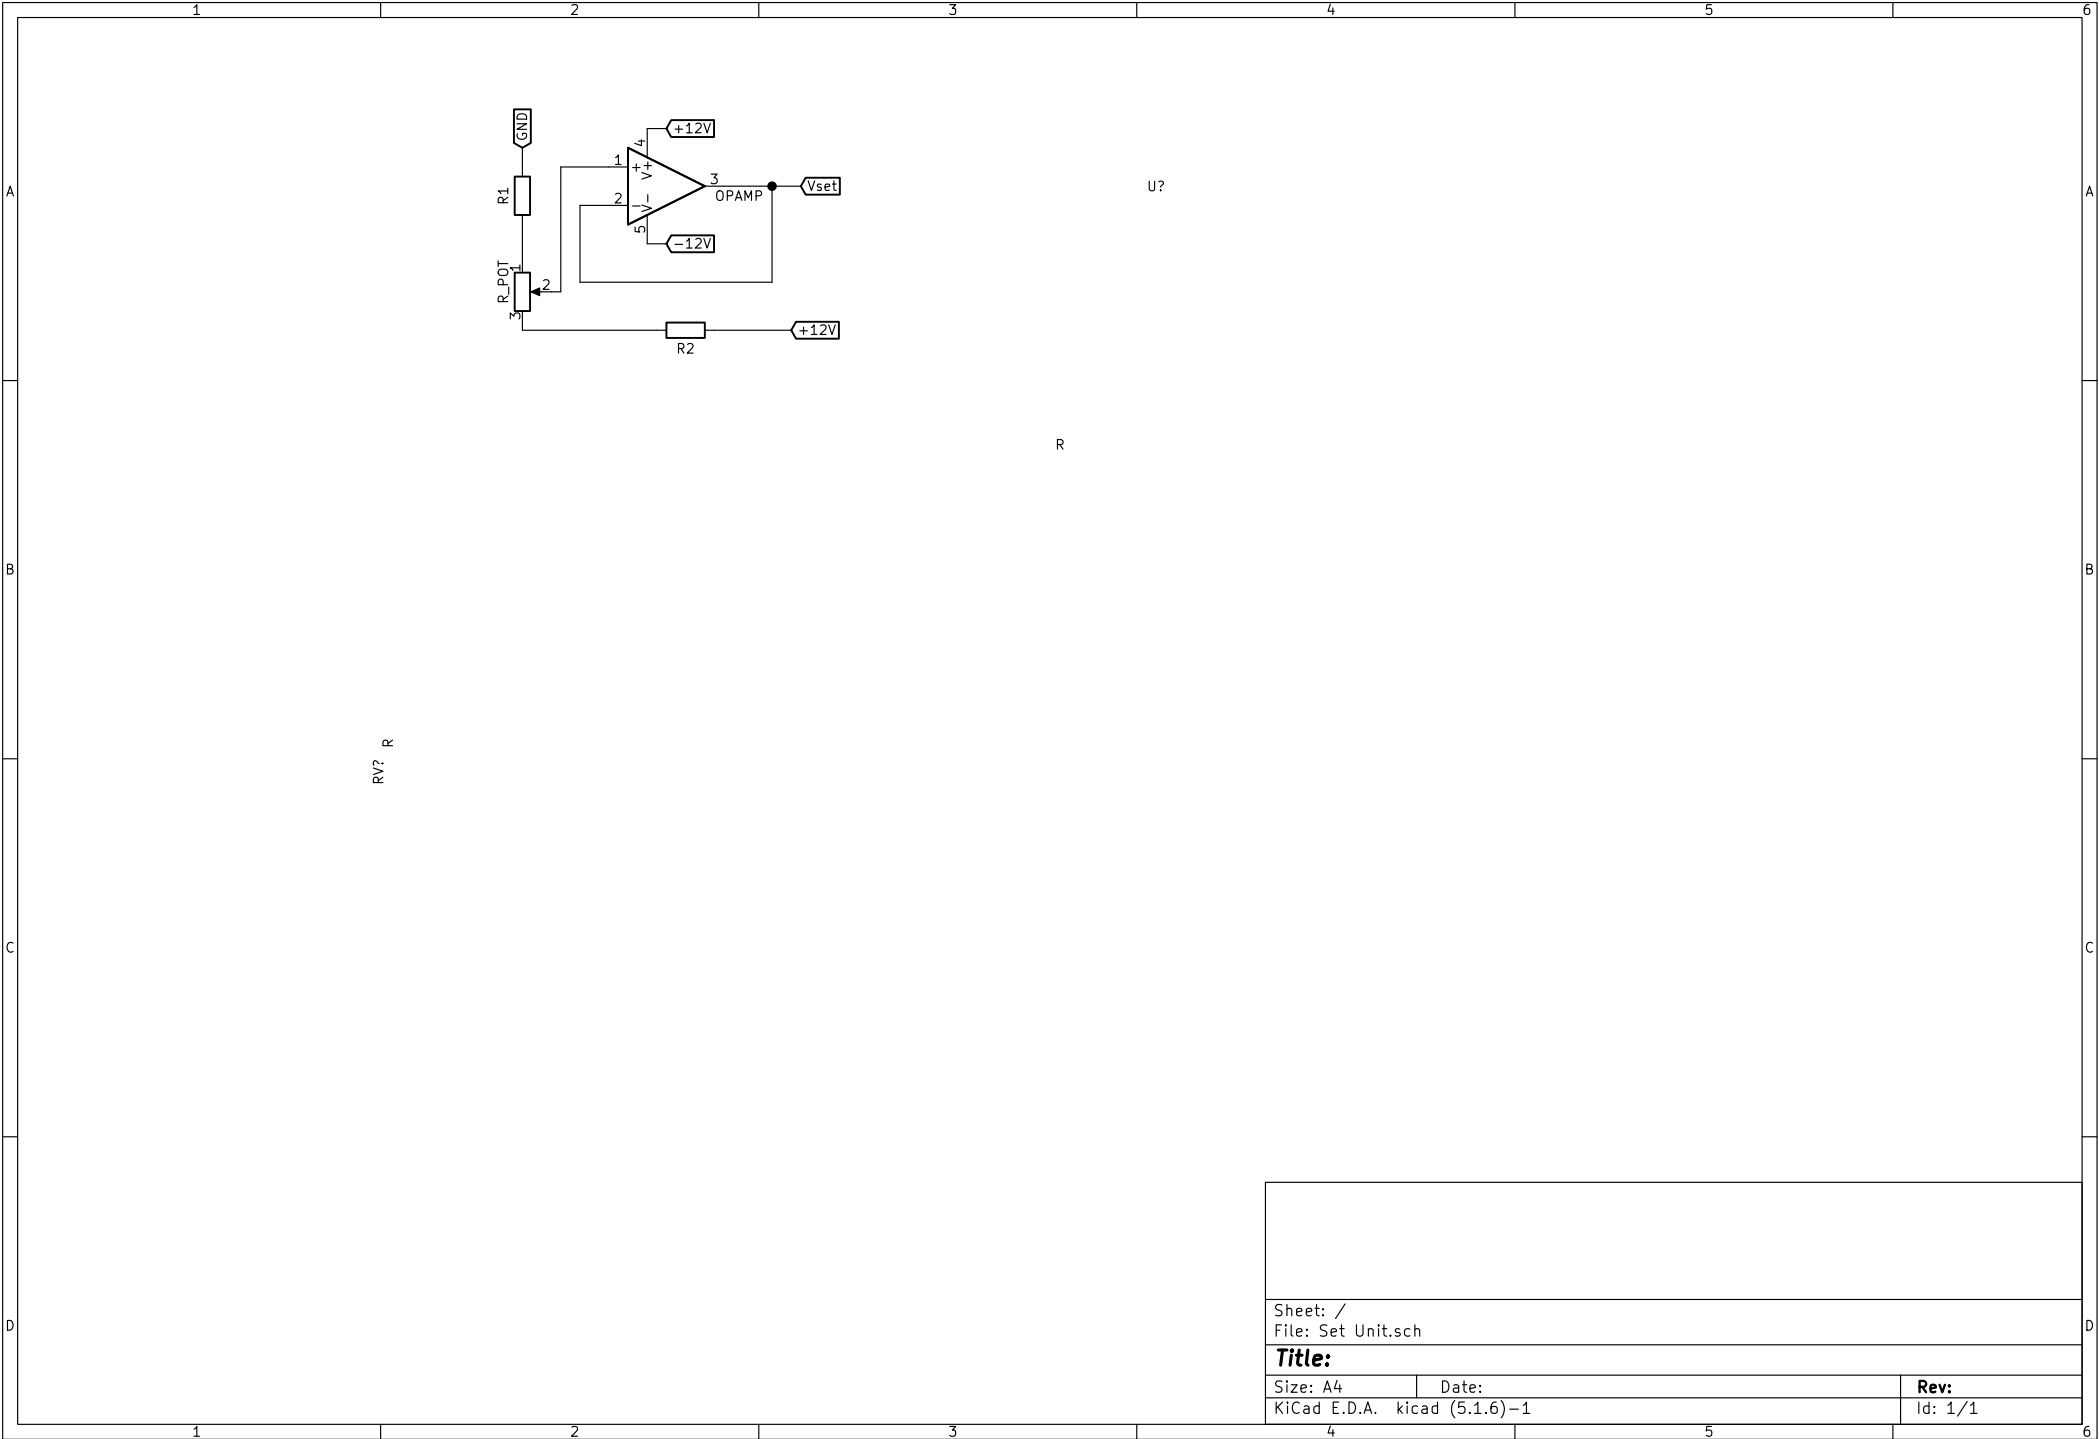 1 2 3 4 5 6
GND
+12V
4
1 + V+
R1
3
OPAMP
Vset
2 − V-
5
-12V
A
U?
A
R_POT
1
2
3
+12V
R2
R
B
B
R
RV?
C
C
Sheet: /
File: Set Unit.sch
D
D
Title:
Size: A4 Date: Rev:
KiCad E.D.A. kicad (5.1.6)-1 Id: 1/1
1 2 3 4 5 6